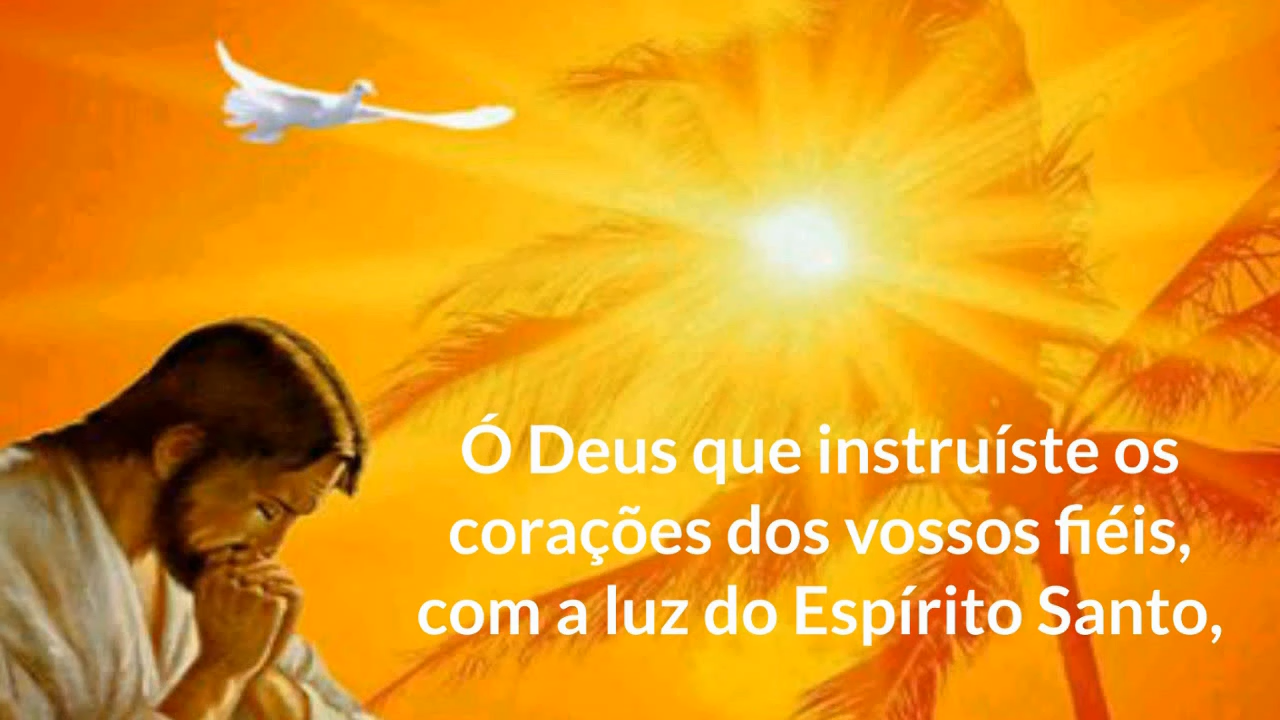 Ó Deus que instruíste os
corações dos vossos fiéis,
com a luz do Espírito Santo,